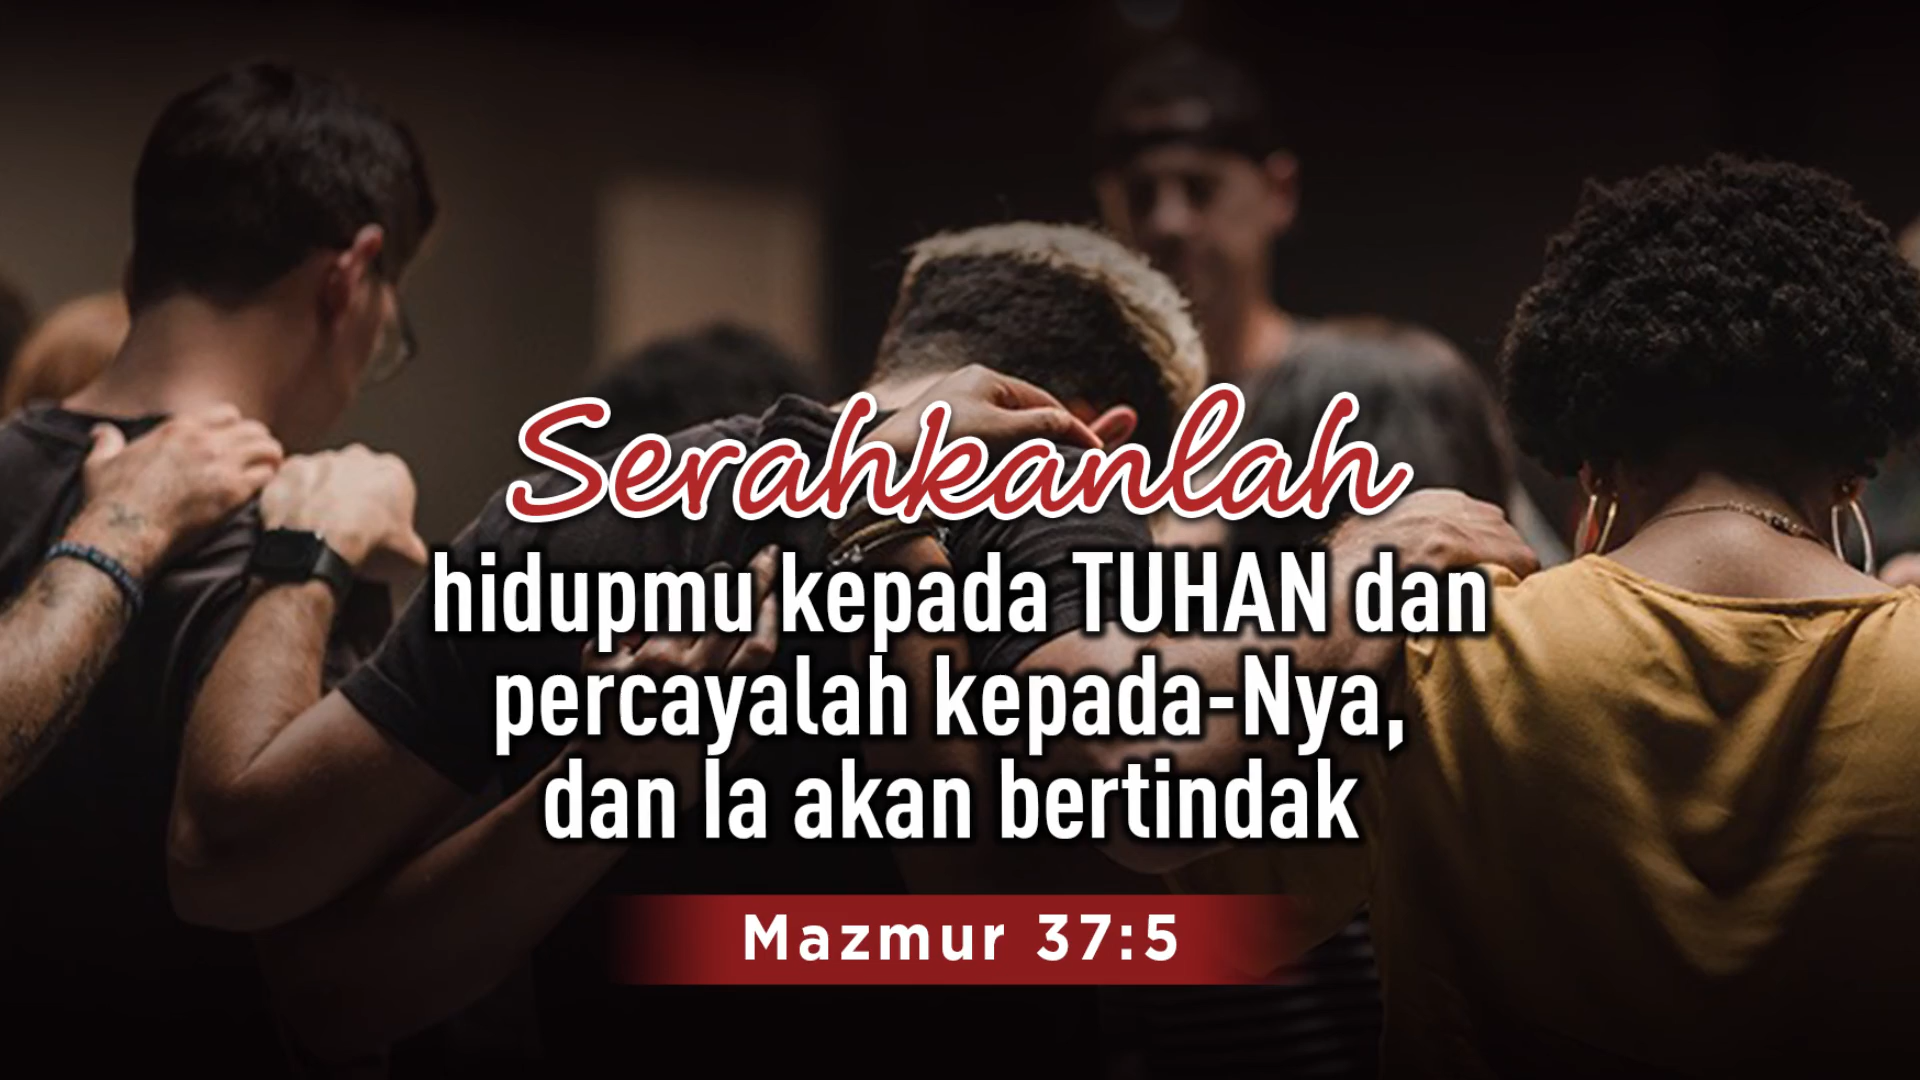 Serahkanlah
hidupmu kepada TUHAN dan
percayalah kepada-Nya,
dan Ia akan bertindak
Mazmur 37:5